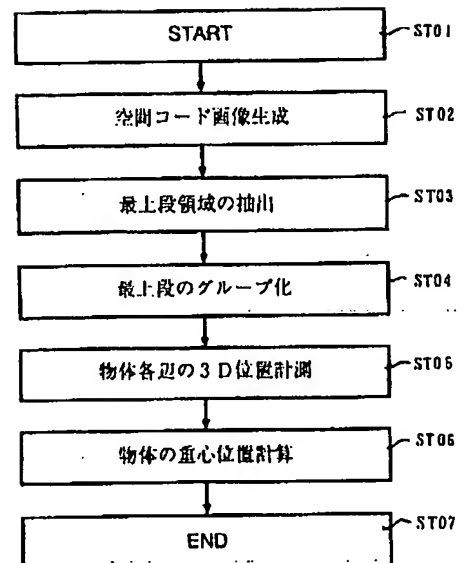 START
ST01
空間コード画像生成
ST02
最上段領域の抽出
ST03
最上段のグループ化
ST04
物体各辺の3D位置計測
ST05
物体の重心位置計算
ST06
END
ST07